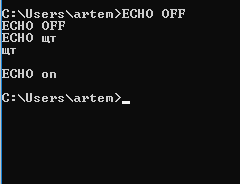 C:\Users\artem>ECHO OFF
ECHO OFF
ECHO щт
щт
ECHO on
C:\Users\artem>